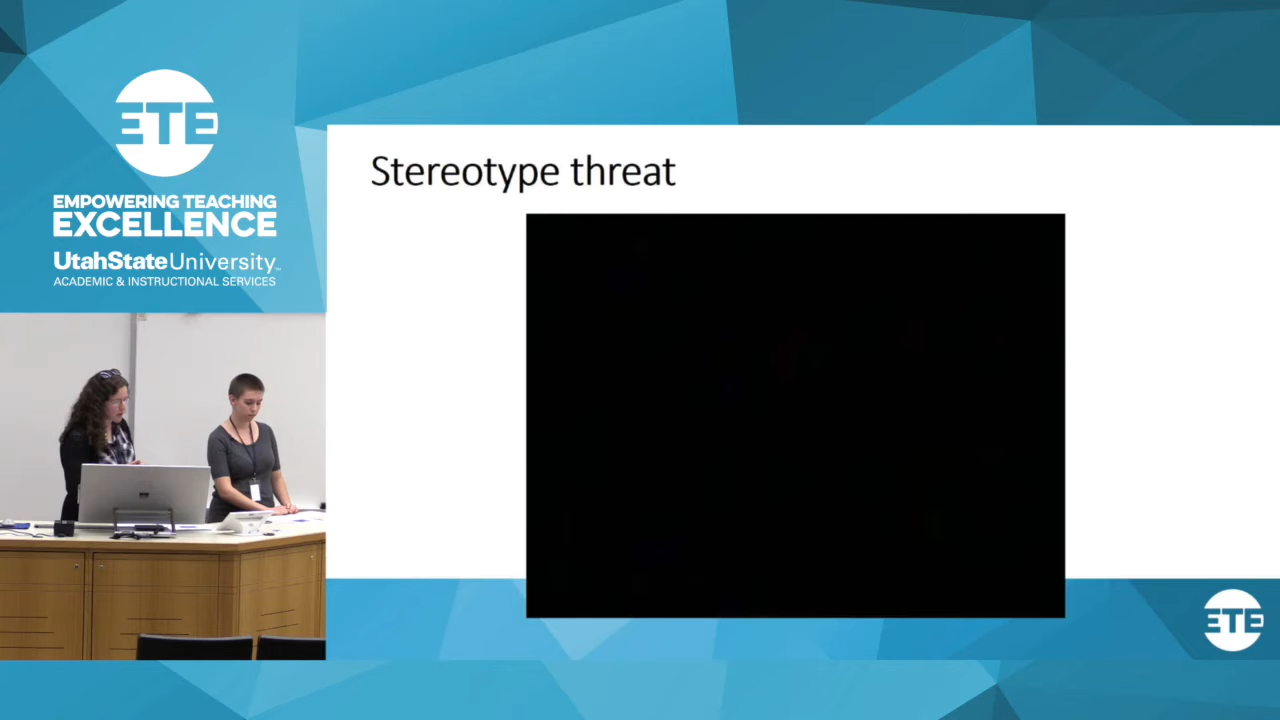 ETE
EMPOWERING TEACHING
EXCELLENCE
UtahStateUniversity
ACADEMIC & INSTRUCTIONAL SERVICES
Stereotype threat
ETE